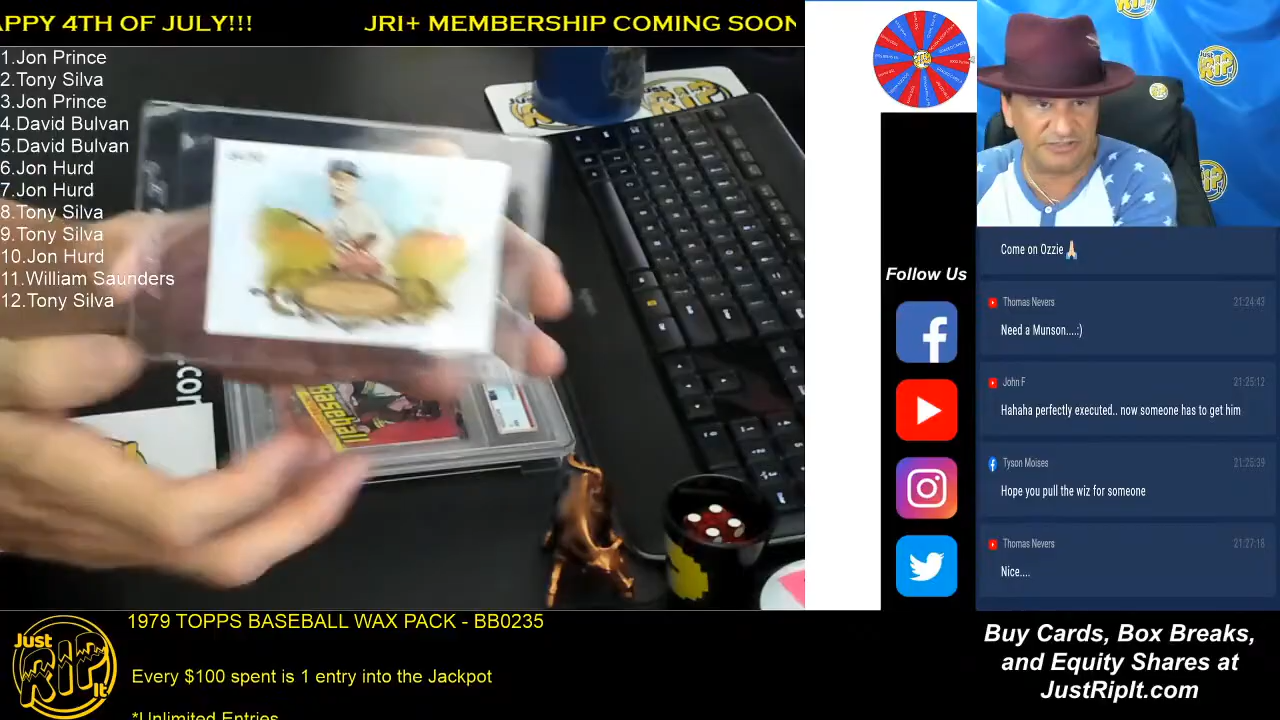 APPY 4TH OF JULY!!!
JRI+ MEMBERSHIP COMING SOON
1.Jon Prince
2.Tony Silva
3.Jon Prince
4.David Bulvan
5.David Bulvan
6.Jon Hurd
7.Jon Hurd
8.Tony Silva
9.Tony Silva
10.Jon Hurd
11.William Saunders
12.Tony Silva
.co
Baseball
Just
RIP
Follow Us
Come on Ozzie🙏
Thomas Nevers
21:24:43
Need a Munson....:)
John F
21:25:12
Hahaha perfectly executed.. now someone has to get him
Tyson Moises
21:25:39
Hope you pull the wiz for someone
Thomas Nevers
21:27:18
Nice....
Just
RIP
It
1979 TOPPS BASEBALL WAX PACK - BB0235
Every $100 spent is 1 entry into the Jackpot
*Unlimited Entries
Buy Cards, Box Breaks,
and Equity Shares at
JustRipIt.com